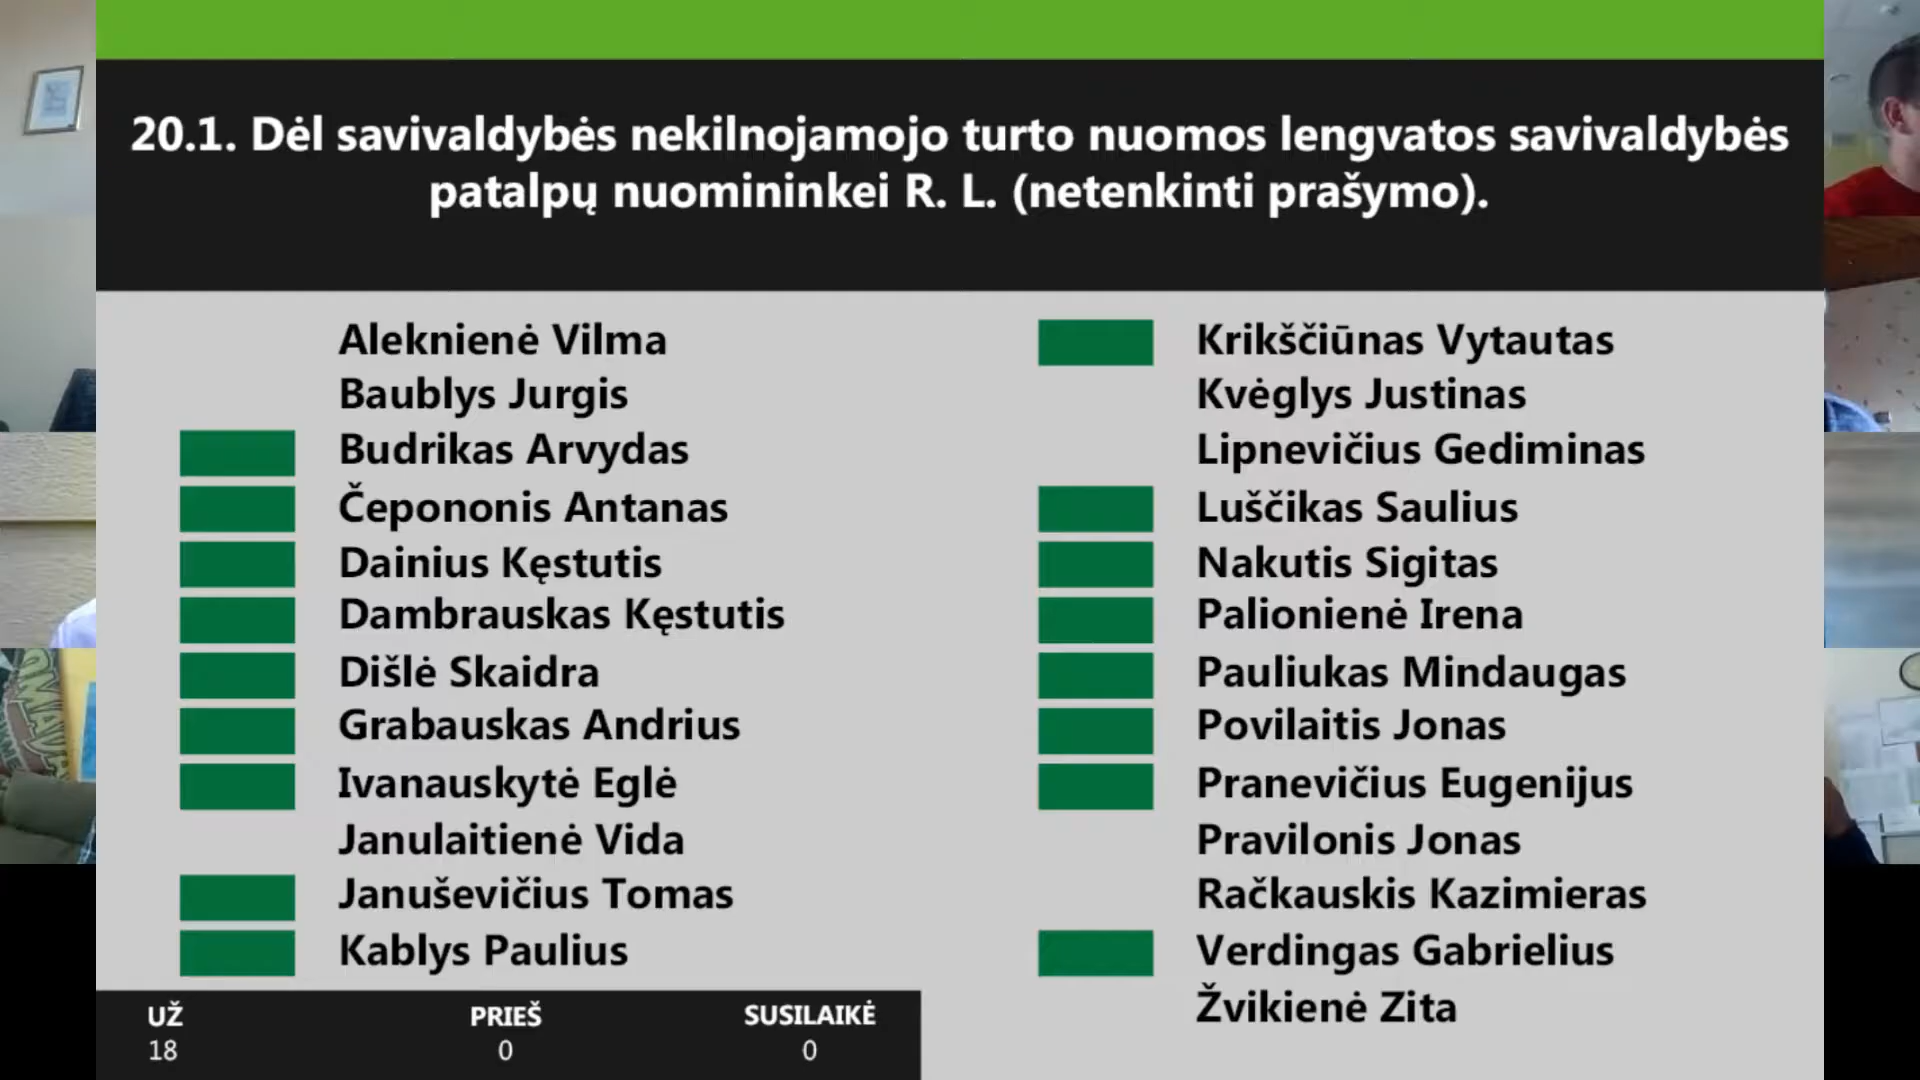 20.1. Dėl savivaldybės nekilnojamojo turto nuomos lengvatos savivaldybės
patalpų nuomininkei R. L. (netenkinti prašymo).
Aleknienė Vilma
Baublys Jurgis
Budrikas Arvydas
Čepononis Antanas
Dainius Kęstutis
Dambrauskas Kęstutis
Dišlė Skaidra
Grabauskas Andrius
Ivanauskytė Eglė
Janulaitienė Vida
Januševičius Tomas
Kablys Paulius
Krikščiūnas Vytautas
Kvėglys Justinas
Lipnevičius Gediminas
Luščikas Saulius
Nakutis Sigitas
Palionienė Irena
Pauliukas Mindaugas
Povilaitis Jonas
Pranevičius Eugenijus
Pravilonis Jonas
Račkauskis Kazimieras
Verdingas Gabrielius
Žvikienė Zita
UŽ PRIEŠ SUSILAIKĖ
18 0 0